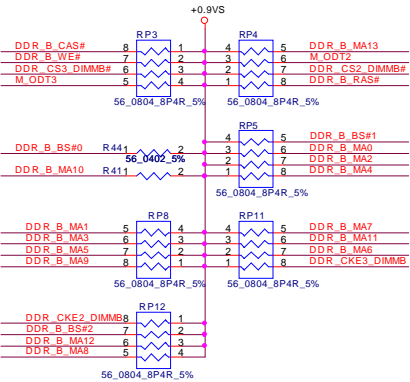 +0.9VS
RP3 RP4
DDR_B_CAS# 8 1 4 5 DDR_B_MA13
DDR_B_WE# 7 2 3 6 M_ODT2
DDR_CS3_DIMMB# 6 3 2 7 DDR_CS2_DIMMB#
M_ODT3 5 4 1 8 DDR_B_RAS#
56_0804_8P4R_5% 56_0804_8P4R_5%
RP5
4 5 DDR_B_BS#1
DDR_B_BS#0 R441 2 3 6 DDR_B_MA0
56_0402_5% 2 7 DDR_B_MA2
DDR_B_MA10 R411 2 1 8 DDR_B_MA4
56_0804_8P4R_5%
RP8 RP11
DDR_B_MA1 5 4 4 5 DDR_B_MA7
DDR_B_MA3 6 3 3 6 DDR_B_MA11
DDR_B_MA5 7 2 2 7 DDR_B_MA6
DDR_B_MA9 8 1 1 8 DDR_CKE3_DIMMB
56_0804_8P4R_5% 56_0804_8P4R_5%
RP12
DDR_CKE2_DIMMB 8 1
DDR_B_BS#2 7 2
DDR_B_MA12 6 3
DDR_B_MA8 5 4
56_0804_8P4R_5%